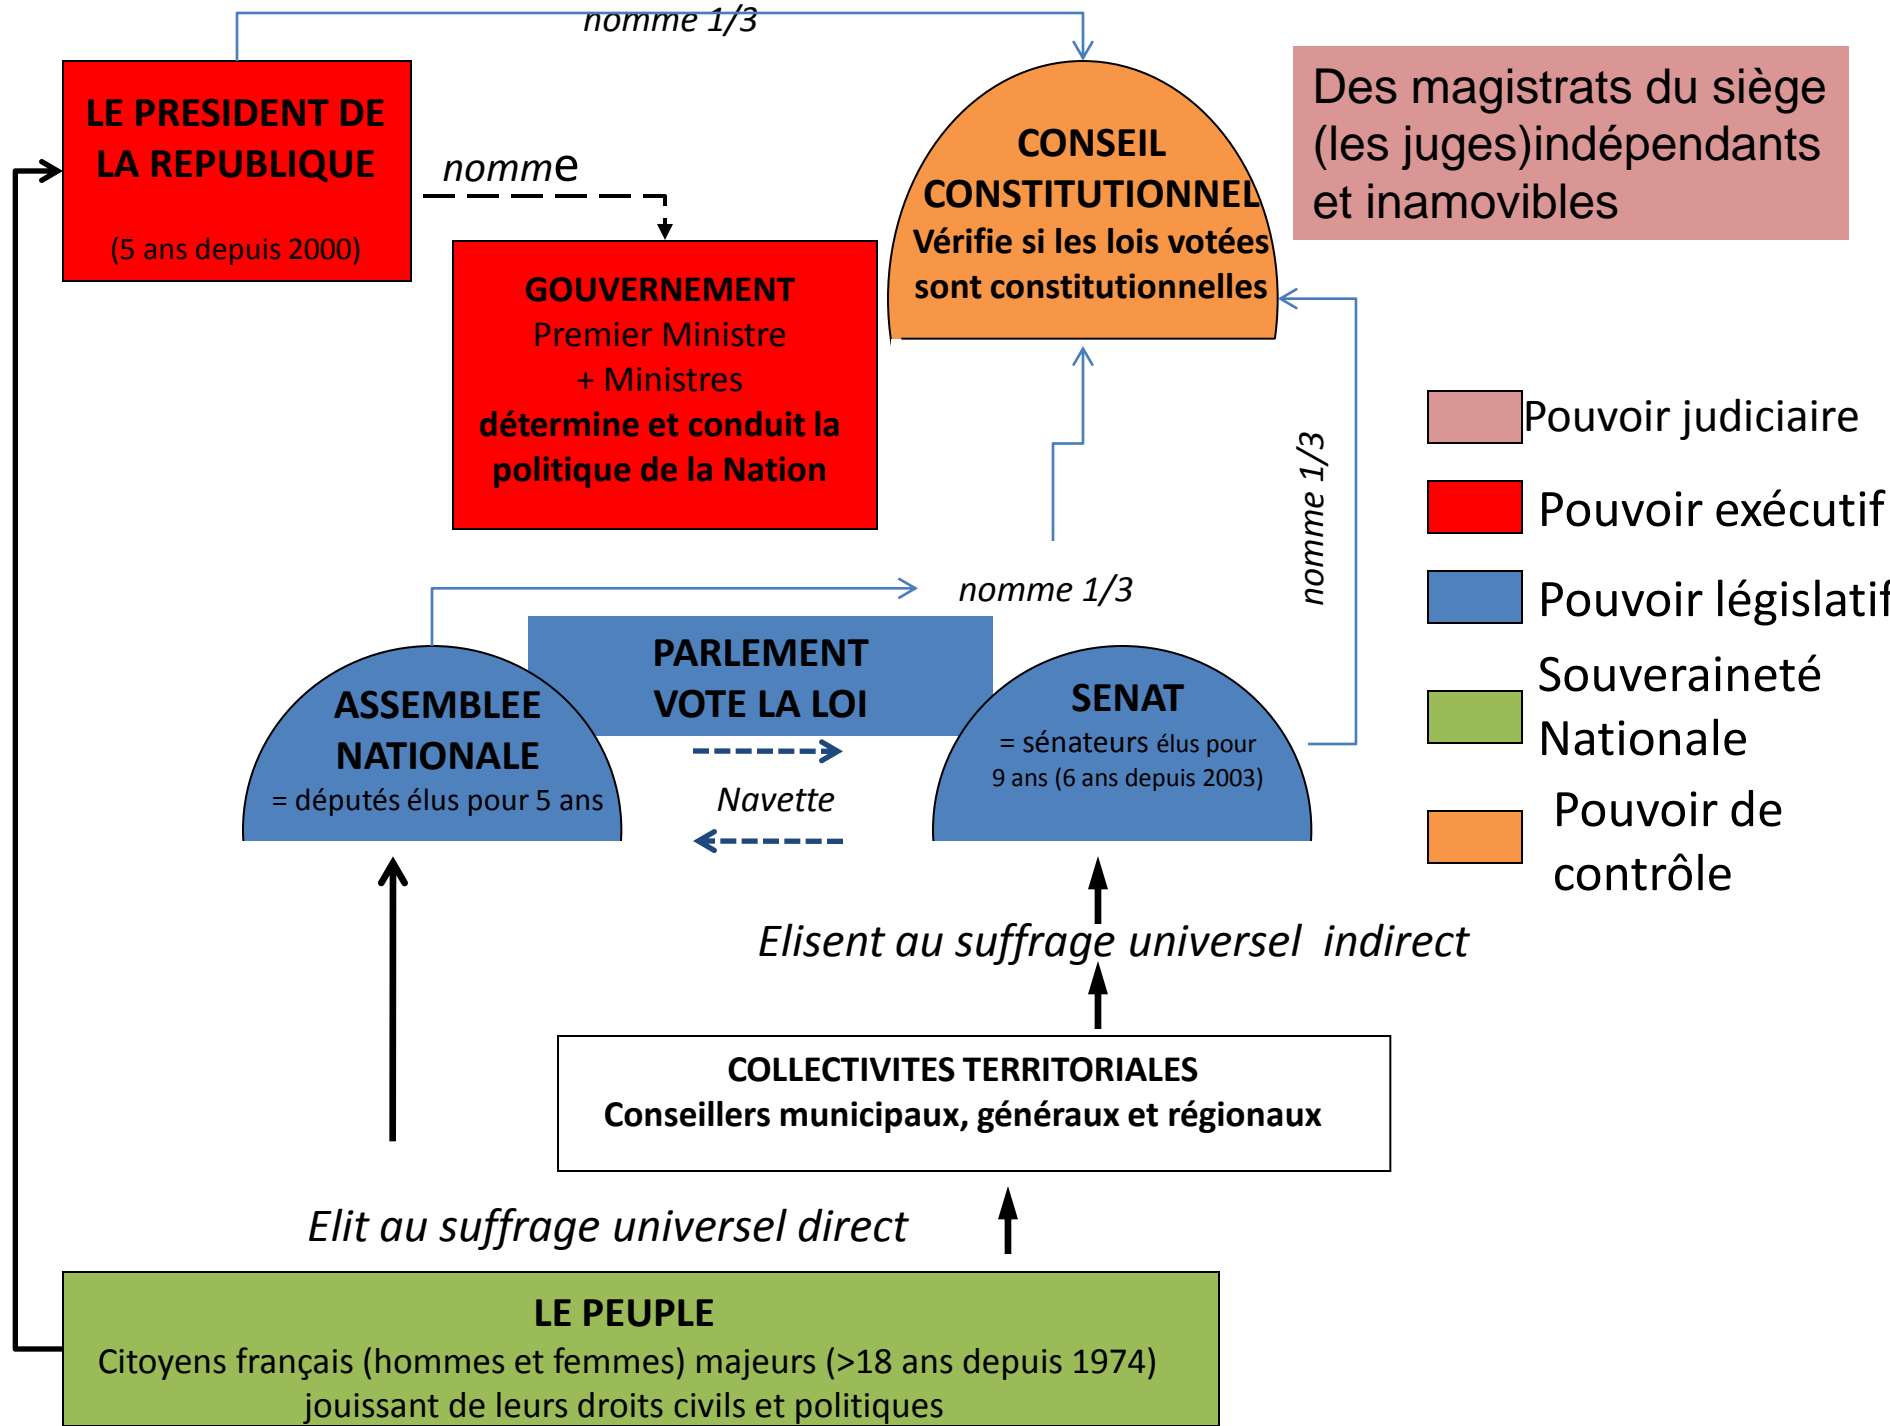 nomme 1/3
LE PRESIDENT DE
LA REPUBLIQUE
(5 ans depuis 2000)
nomme
GOUVERNEMENT
Premier Ministre
+ Ministres
détermine et conduit la
politique de la Nation
CONSEIL
CONSTITUTIONNEL
Vérifie si les lois votées
sont constitutionnelles
Des magistrats du siège
(les juges)indépendants
et inamovibles
Pouvoir judiciaire
Pouvoir exécutif
Pouvoir législatif
Souveraineté
Nationale
Pouvoir de
contrôle
nomme 1/3
nomme 1/3
PARLEMENT
VOTE LA LOI
ASSEMBLEE
NATIONALE
= députés élus pour 5 ans
Navette
SENAT
= sénateurs élus pour
9 ans (6 ans depuis 2003)
Elisent au suffrage universel indirect
COLLECTIVITES TERRITORIALES
Conseillers municipaux, généraux et régionaux
Elit au suffrage universel direct
LE PEUPLE
Citoyens français (hommes et femmes) majeurs (>18 ans depuis 1974)
jouissant de leurs droits civils et politiques